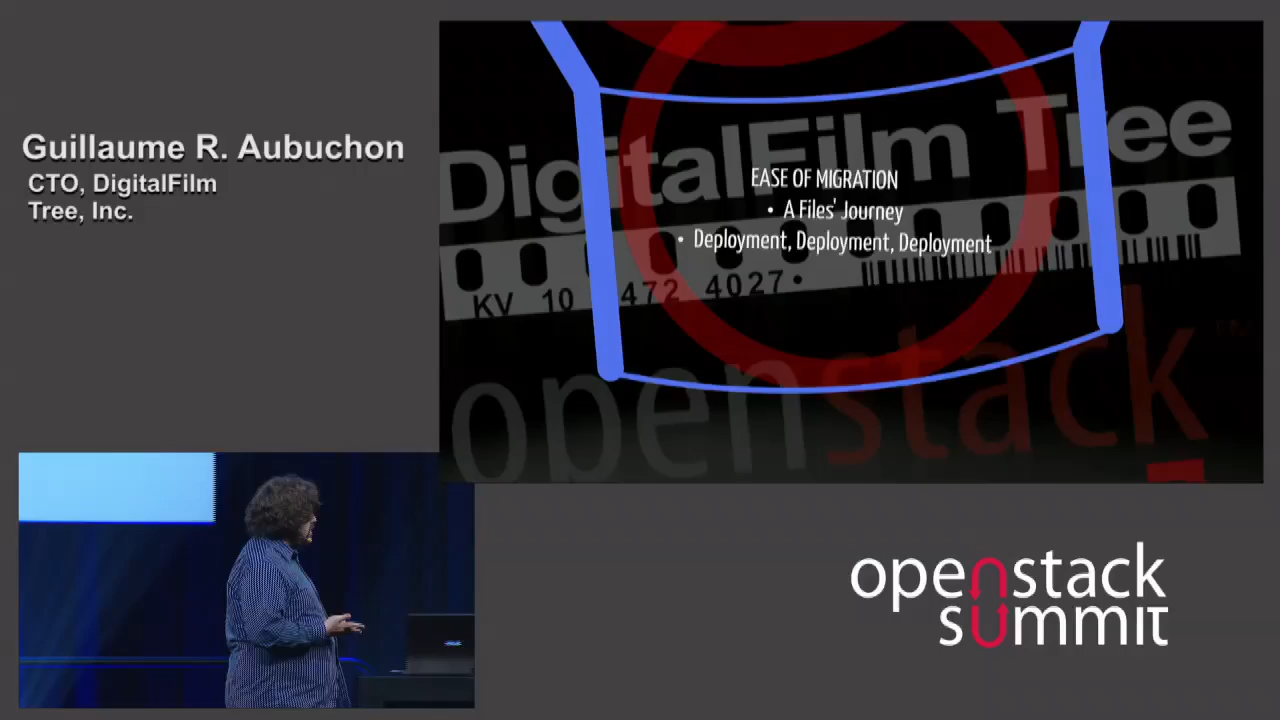 Guillaume R. Aubuchon
CTO, DigitalFilm
Tree, Inc.
DigitalFilm Tree
EASE OF MIGRATION
• A Files' Journey
• Deployment, Deployment, Deployment
KV 10 472 4027•
openstack™
openstack
summit